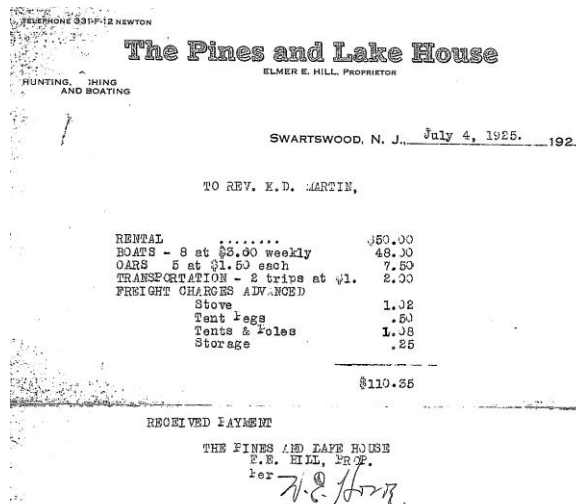 TELEPHONE 331-F-12 NEWTON
The Pines and Lake House
ELMER E. HILL, PROPRIETOR
HUNTING, HING
AND BOATING
SWARTSWOOD, N. J., July 4, 1925. 192
TO REV. K.D. MARTIN,
RENTAL ........ $50.00
BOATS - 8 at $3.00 weekly 48.00
OARS 5 at $1.50 each 7.50
TRANSPORTATION - 2 trips at $1. 2.00
FREIGHT CHARGES ADVANCED
Stove 1.02
Tent Pegs .50
Tents & Poles 1.08
Storage .25
$110.35
RECEIVED PAYMENT
THE PINES AND LAKE HOUSE
E.E. HILL, PROP.
Per